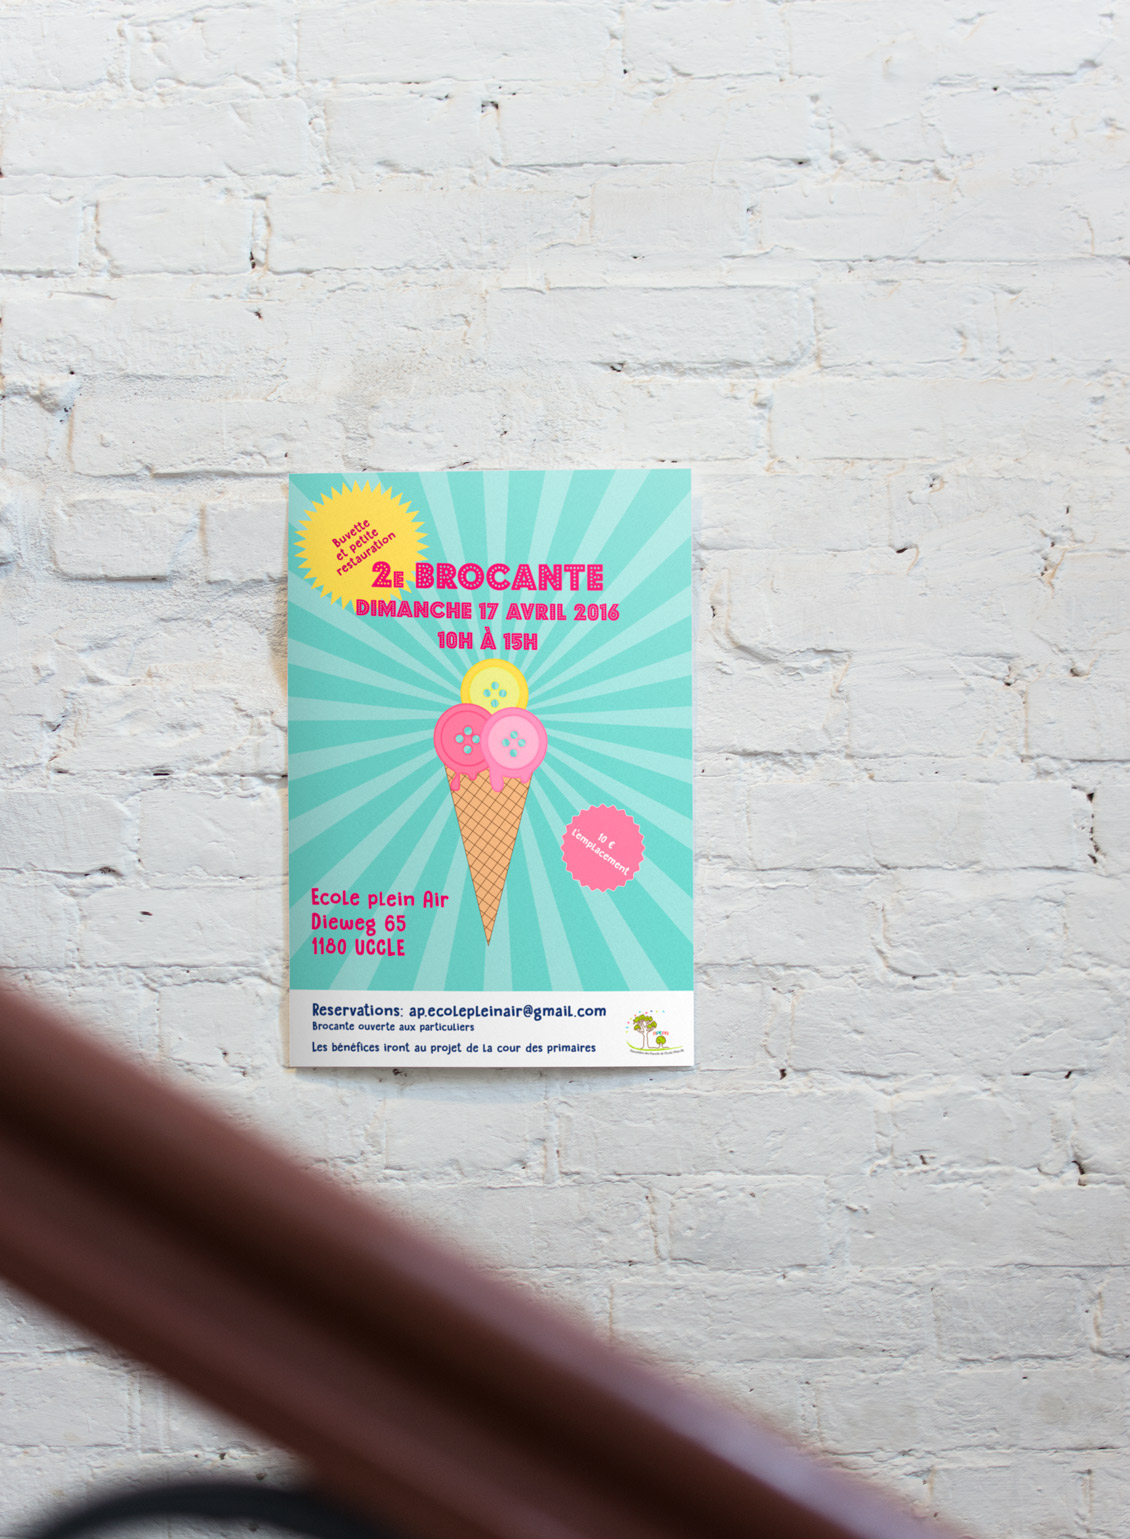 Buvette
et petite
restauration
2E BROCANTE
DIMANCHE 17 AVRIL 2016
10H À 15H
10 €
L'emplacement
Ecole plein Air
Dieweg 65
1180 UCCLE
Reservations: ap.ecolepleinair@gmail.com
Brocante ouverte aux particuliers
Les bénéfices iront au projet de la cour des primaires